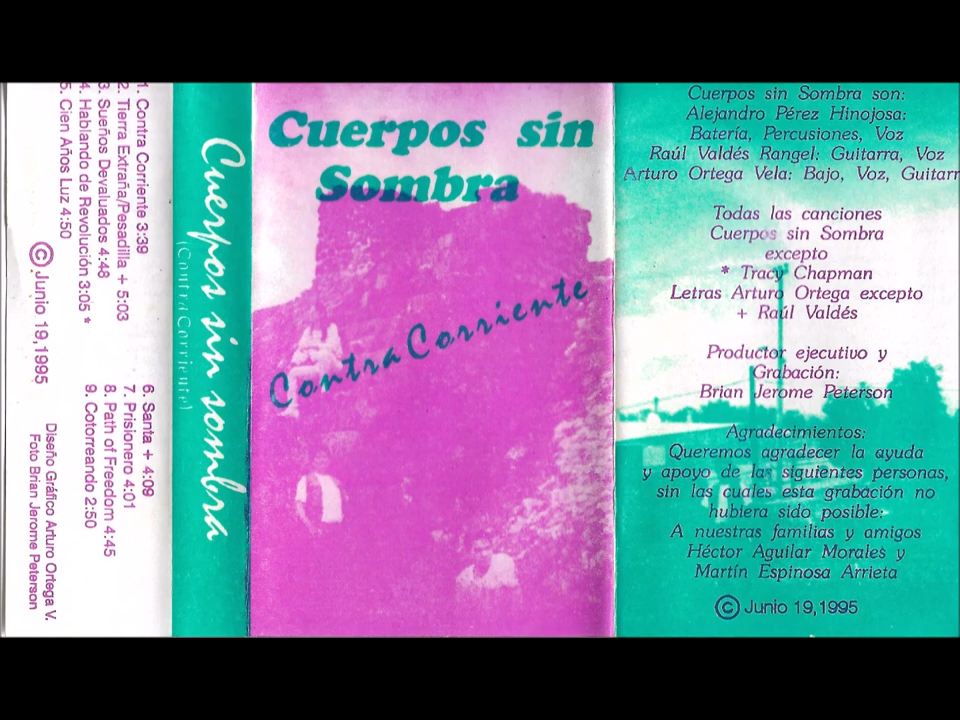 1. Contra Corriente 3:39
2. Tierra Extraña/Pesadilla + 5:03
3. Sueños Devaluados 4:48
4. Hablando de Revolución 3:05 *
5. Cien Años Luz 4:50
6. Santa + 4:09
7. Prisionero 4:01
8. Path of Freedom 4:45
9. Cotorreando 2:50
© Junio 19,1995
Diseño Gráfico Arturo Ortega V.
Foto Brian Jerome Peterson
Cuerpos sin sombra
(Contra Corriente)
Cuerpos sin
Sombra
Contra Corriente
Cuerpos sin Sombra son:
Alejandro Pérez Hinojosa:
Batería, Percusiones, Voz
Raúl Valdés Rangel: Guitarra, Voz
Arturo Ortega Vela: Bajo, Voz, Guitarr
Todas las canciones
Cuerpos sin Sombra
excepto
* Tracy Chapman
Letras Arturo Ortega excepto
+ Raúl Valdés
Productor ejecutivo y
Grabación:
Brian Jerome Peterson
Agradecimientos:
Queremos agradecer la ayuda
y apoyo de las siguientes personas,
sin las cuales esta grabación no
hubiera sido posible:
A nuestras familias y amigos
Héctor Aguilar Morales y
Martín Espinosa Arrieta
© Junio 19,1995